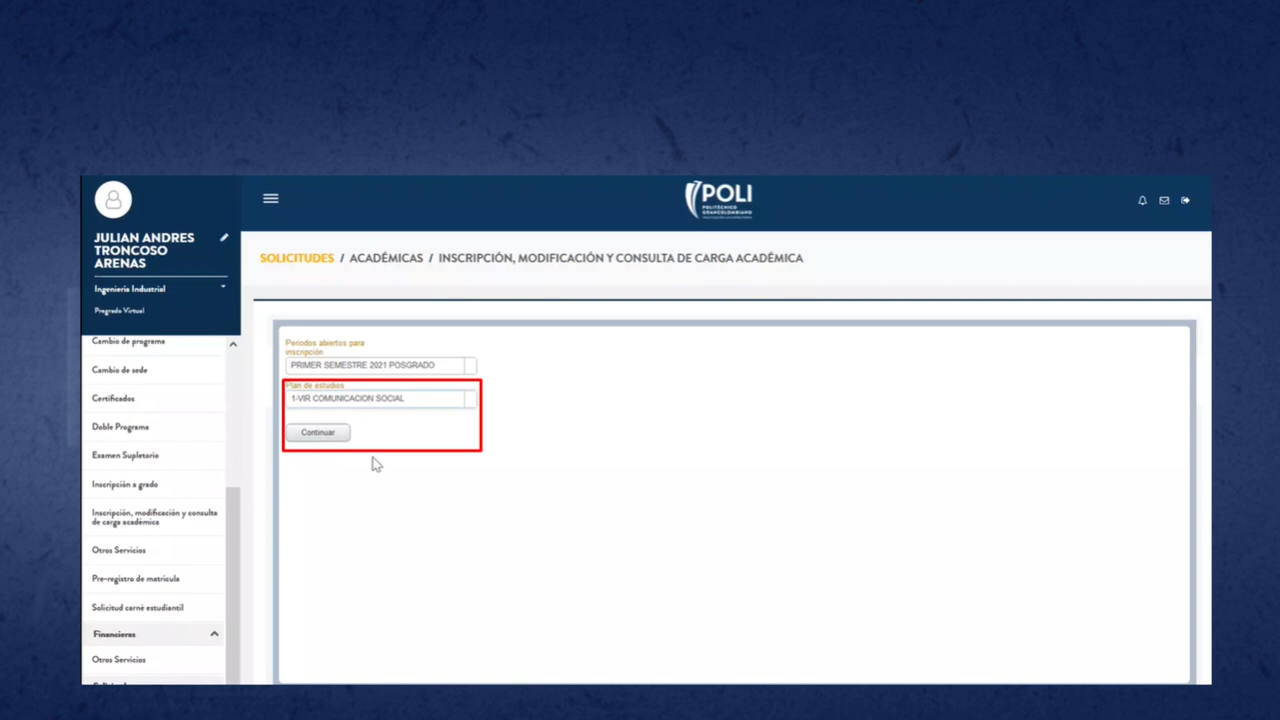 JULIAN ANDRES
TRONCOSO
ARENAS
Ingeniería Industrial
Pregrado Virtual
Cambio de programa
Cambio de sede
Certificados
Doble Programa
Examen Supletorio
Inscripción a grado
Inscripción, modificación y consulta
de carga académica
Otros Servicios
Pre-registro de matrícula
Solicitud carné estudiantil
Financieras
Otros Servicios
POLI
POLITÉCNICO
GRANCOLOMBIANO
SOLICITUDES / ACADÉMICAS / INSCRIPCIÓN, MODIFICACIÓN Y CONSULTA DE CARGA ACADÉMICA
Periodos abiertos para
inscripción
PRIMER SEMESTRE 2021 POSGRADO
Plan de estudios
1-VIR COMUNICACION SOCIAL
Continuar